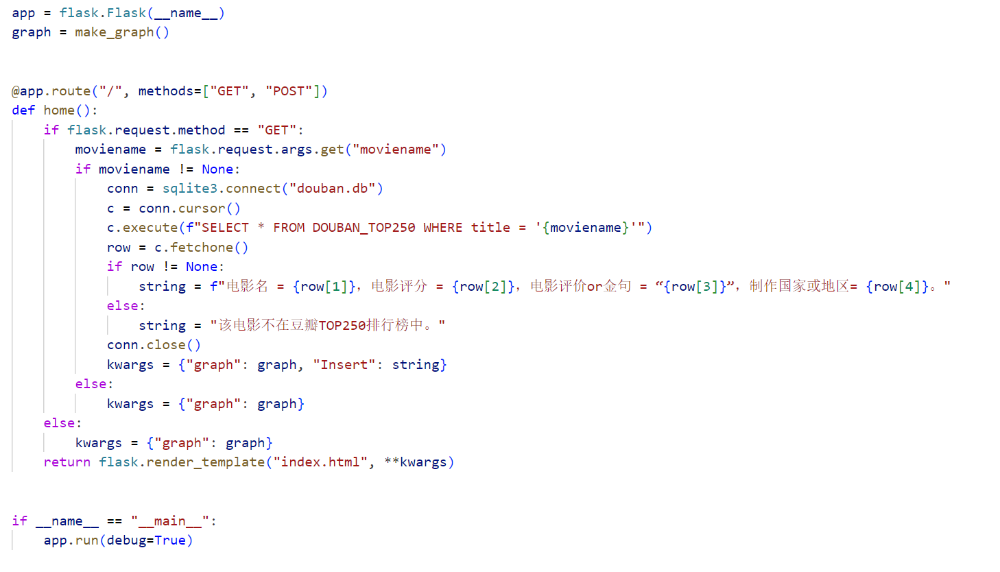 app = flask.Flask(__name__)
graph = make_graph()
@app.route("/", methods=["GET", "POST"])
def home():
    if flask.request.method == "GET":
        moviename = flask.request.args.get("moviename")
        if moviename != None:
            conn = sqlite3.connect("douban.db")
            c = conn.cursor()
            c.execute(f"SELECT * FROM DOUBAN_TOP250 WHERE title = '{moviename}'")
            row = c.fetchone()
            if row != None:
                string = f"电影名 = {row[1]}，电影评分 = {row[2]}，电影评价or金句 = “{row[3]}”，制作国家或地区= {row[4]}。"
            else:
                string = "该电影不在豆瓣TOP250排行榜中。"
            conn.close()
            kwargs = {"graph": graph, "Insert": string}
        else:
            kwargs = {"graph": graph}
    else:
        kwargs = {"graph": graph}
    return flask.render_template("index.html", **kwargs)
if __name__ == "__main__":
    app.run(debug=True)